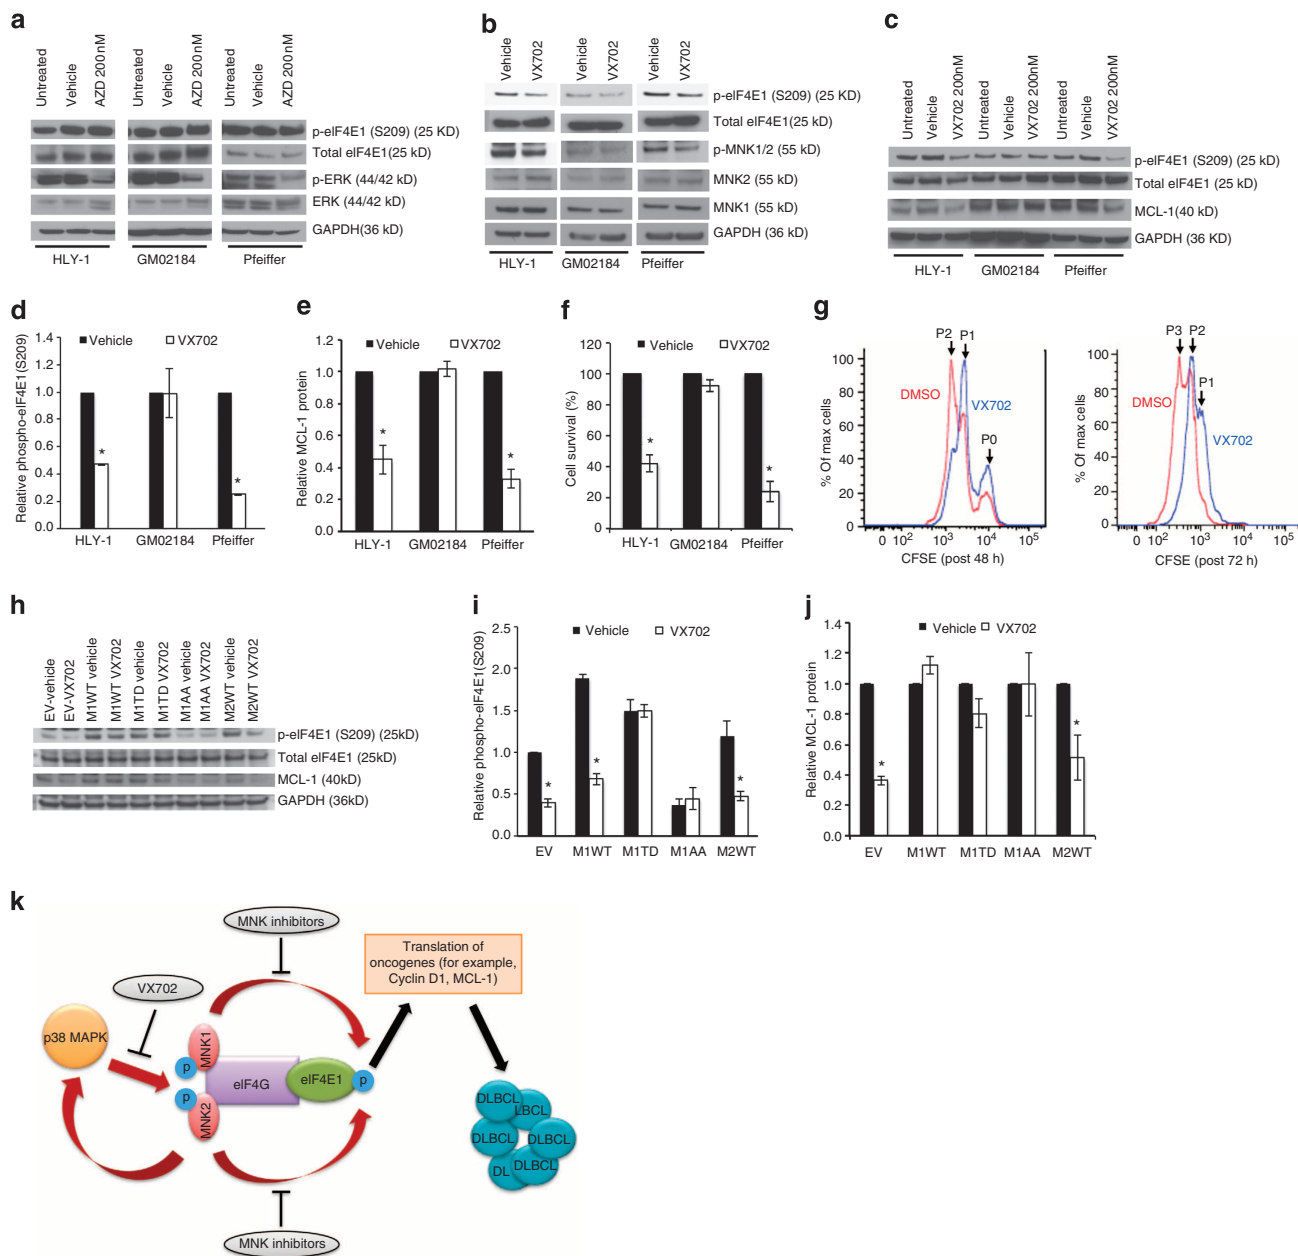 a
Untreated
Vehicle
AZD 200 nM
Untreated
Vehicle
AZD 200 nM
Untreated
Vehicle
AZD 200 nM
p-eIF4E1 (S209) (25 KD)
Total eIF4E1(25 kD)
p-ERK (44/42 kD)
ERK (44/42 kD)
GAPDH(36 kD)
HLY-1
GM02184
Pfeiffer
b
Vehicle
VX702
Vehicle
VX702
Vehicle
VX702
p-eIF4E1 (S209) (25 KD)
Total eIF4E1(25 kD)
p-MNK1/2 (55 kD)
MNK2 (55 kD)
MNK1 (55 kD)
GAPDH (36 kD)
HLY-1
GM02184
Pfeiffer
c
Untreated
Vehicle
VX702 200nM
Untreated
Vehicle
VX702 200nM
Untreated
Vehicle
VX702 200nM
p-eIF4E1 (S209) (25 kD)
Total eIF4E1 (25 kD)
MCL-1(40 kD)
GAPDH (36 KD)
HLY-1
GM02184
Pfeiffer
d
Relative phospho-eIF4E1(S209)
1.4
1.2
1.0
0.8
0.6
0.4
0.2
0.0
Vehicle
VX702
*
*
HLY-1
GM02184
Pfeiffer
e
Relative MCL-1 protein
1.2
1.0
0.8
0.6
0.4
0.2
0.0
Vehicle
VX702
*
*
HLY-1
GM02184
Pfeiffer
f
Cell survival (%)
120
100
80
60
40
20
0
Vehicle
VX702
*
*
HLY-1
GM02184
Pfeiffer
g
% Of max cells
100
80
60
40
20
0
P2
P1
DMSO
VX702
P0
0 10² 10³ 10⁴ 10⁵
CFSE (post 48 h)
% Of max cells
100
80
60
40
20
0
P3
P2
P1
DMSO
VX702
0 10² 10³ 10⁴ 10⁵
CFSE (post 72 h)
h
EV-vehicle
EV-VX702
M1WT vehicle
M1WT VX702
M1TD vehicle
M1TD VX702
M1AA vehicle
M1AA VX702
M2WT vehicle
M2WT VX702
p-eIF4E1 (S209) (25kD)
Total eIF4E1 (25kD)
MCL-1 (40kD)
GAPDH (36kD)
i
Relative phospho-eIF4E1(S209)
2.5
2.0
1.5
1.0
0.5
0.0
Vehicle
VX702
*
*
*
EV
M1WT
M1TD
M1AA
M2WT
j
Relative MCL-1 protein
1.4
1.2
1.0
0.8
0.6
0.4
0.2
0.0
Vehicle
VX702
*
*
EV
M1WT
M1TD
M1AA
M2WT
k
MNK inhibitors
VX702
p38 MAPK
p
MNK1
p
MNK2
eIF4G
eIF4E1
p
Translation of
oncogenes (for example,
Cyclin D1, MCL-1)
DLBCL
LBCL
DLBCL
DLBCL
DL
DLBCL
MNK inhibitors